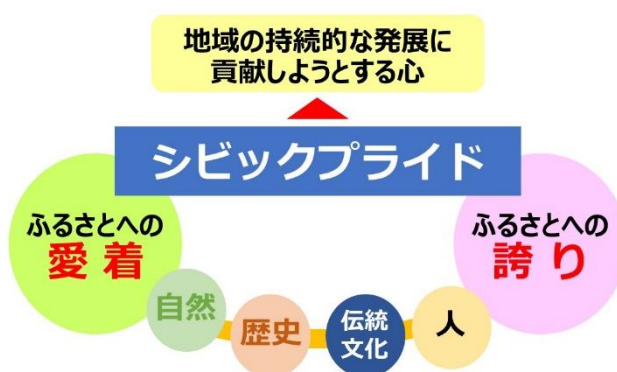 地域の持続的な発展に
貢献しようとする心
シビックプライド
ふるさとへの
愛着
ふるさとへの
誇り
自然
歴史
伝統
文化
人